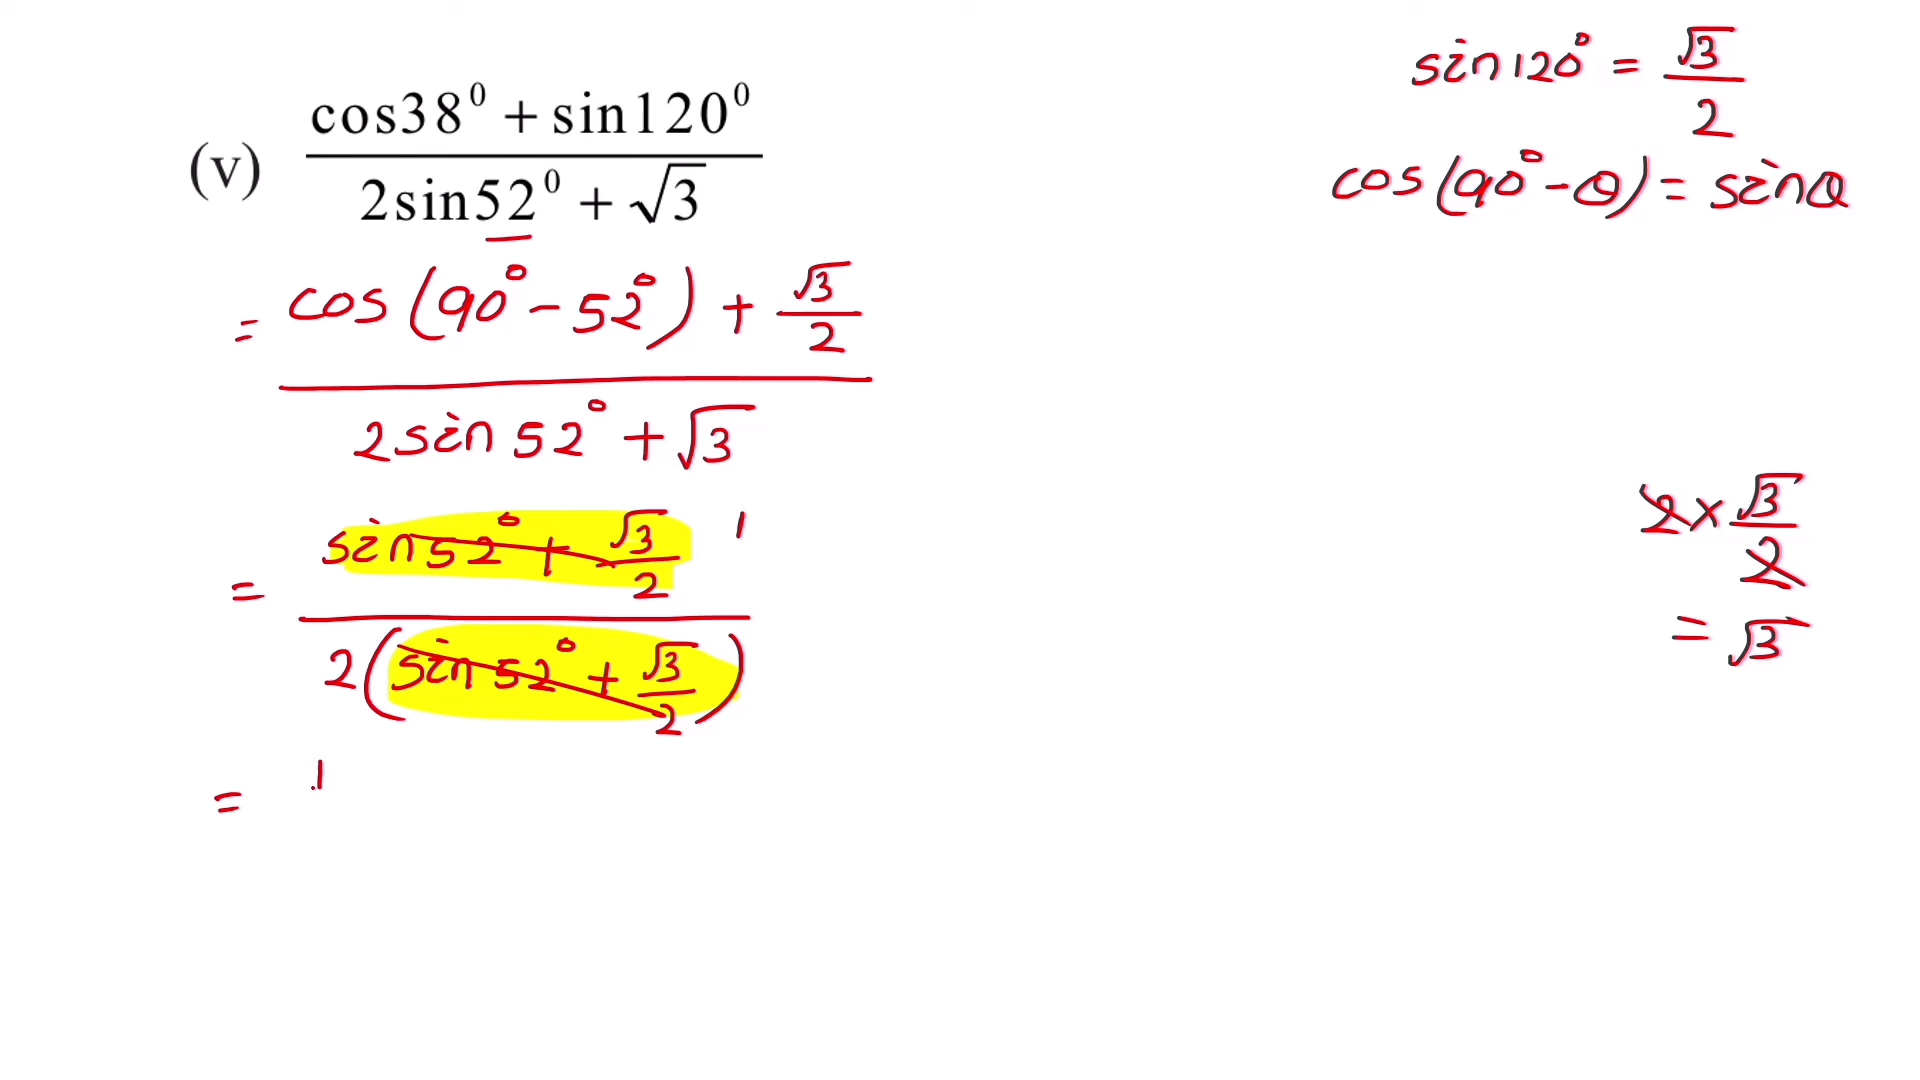 (v) cos38⁰ + sin120⁰ / 2sin52⁰ + √3
= cos(90° - 52°) + √3/2
2sin52° + √3
= sin52° + √3/2 1
2(sin52° + √3/2)
= 1
sin120° = √3/2
cos(90° - θ) = sinθ
2 × √3/2
= √3